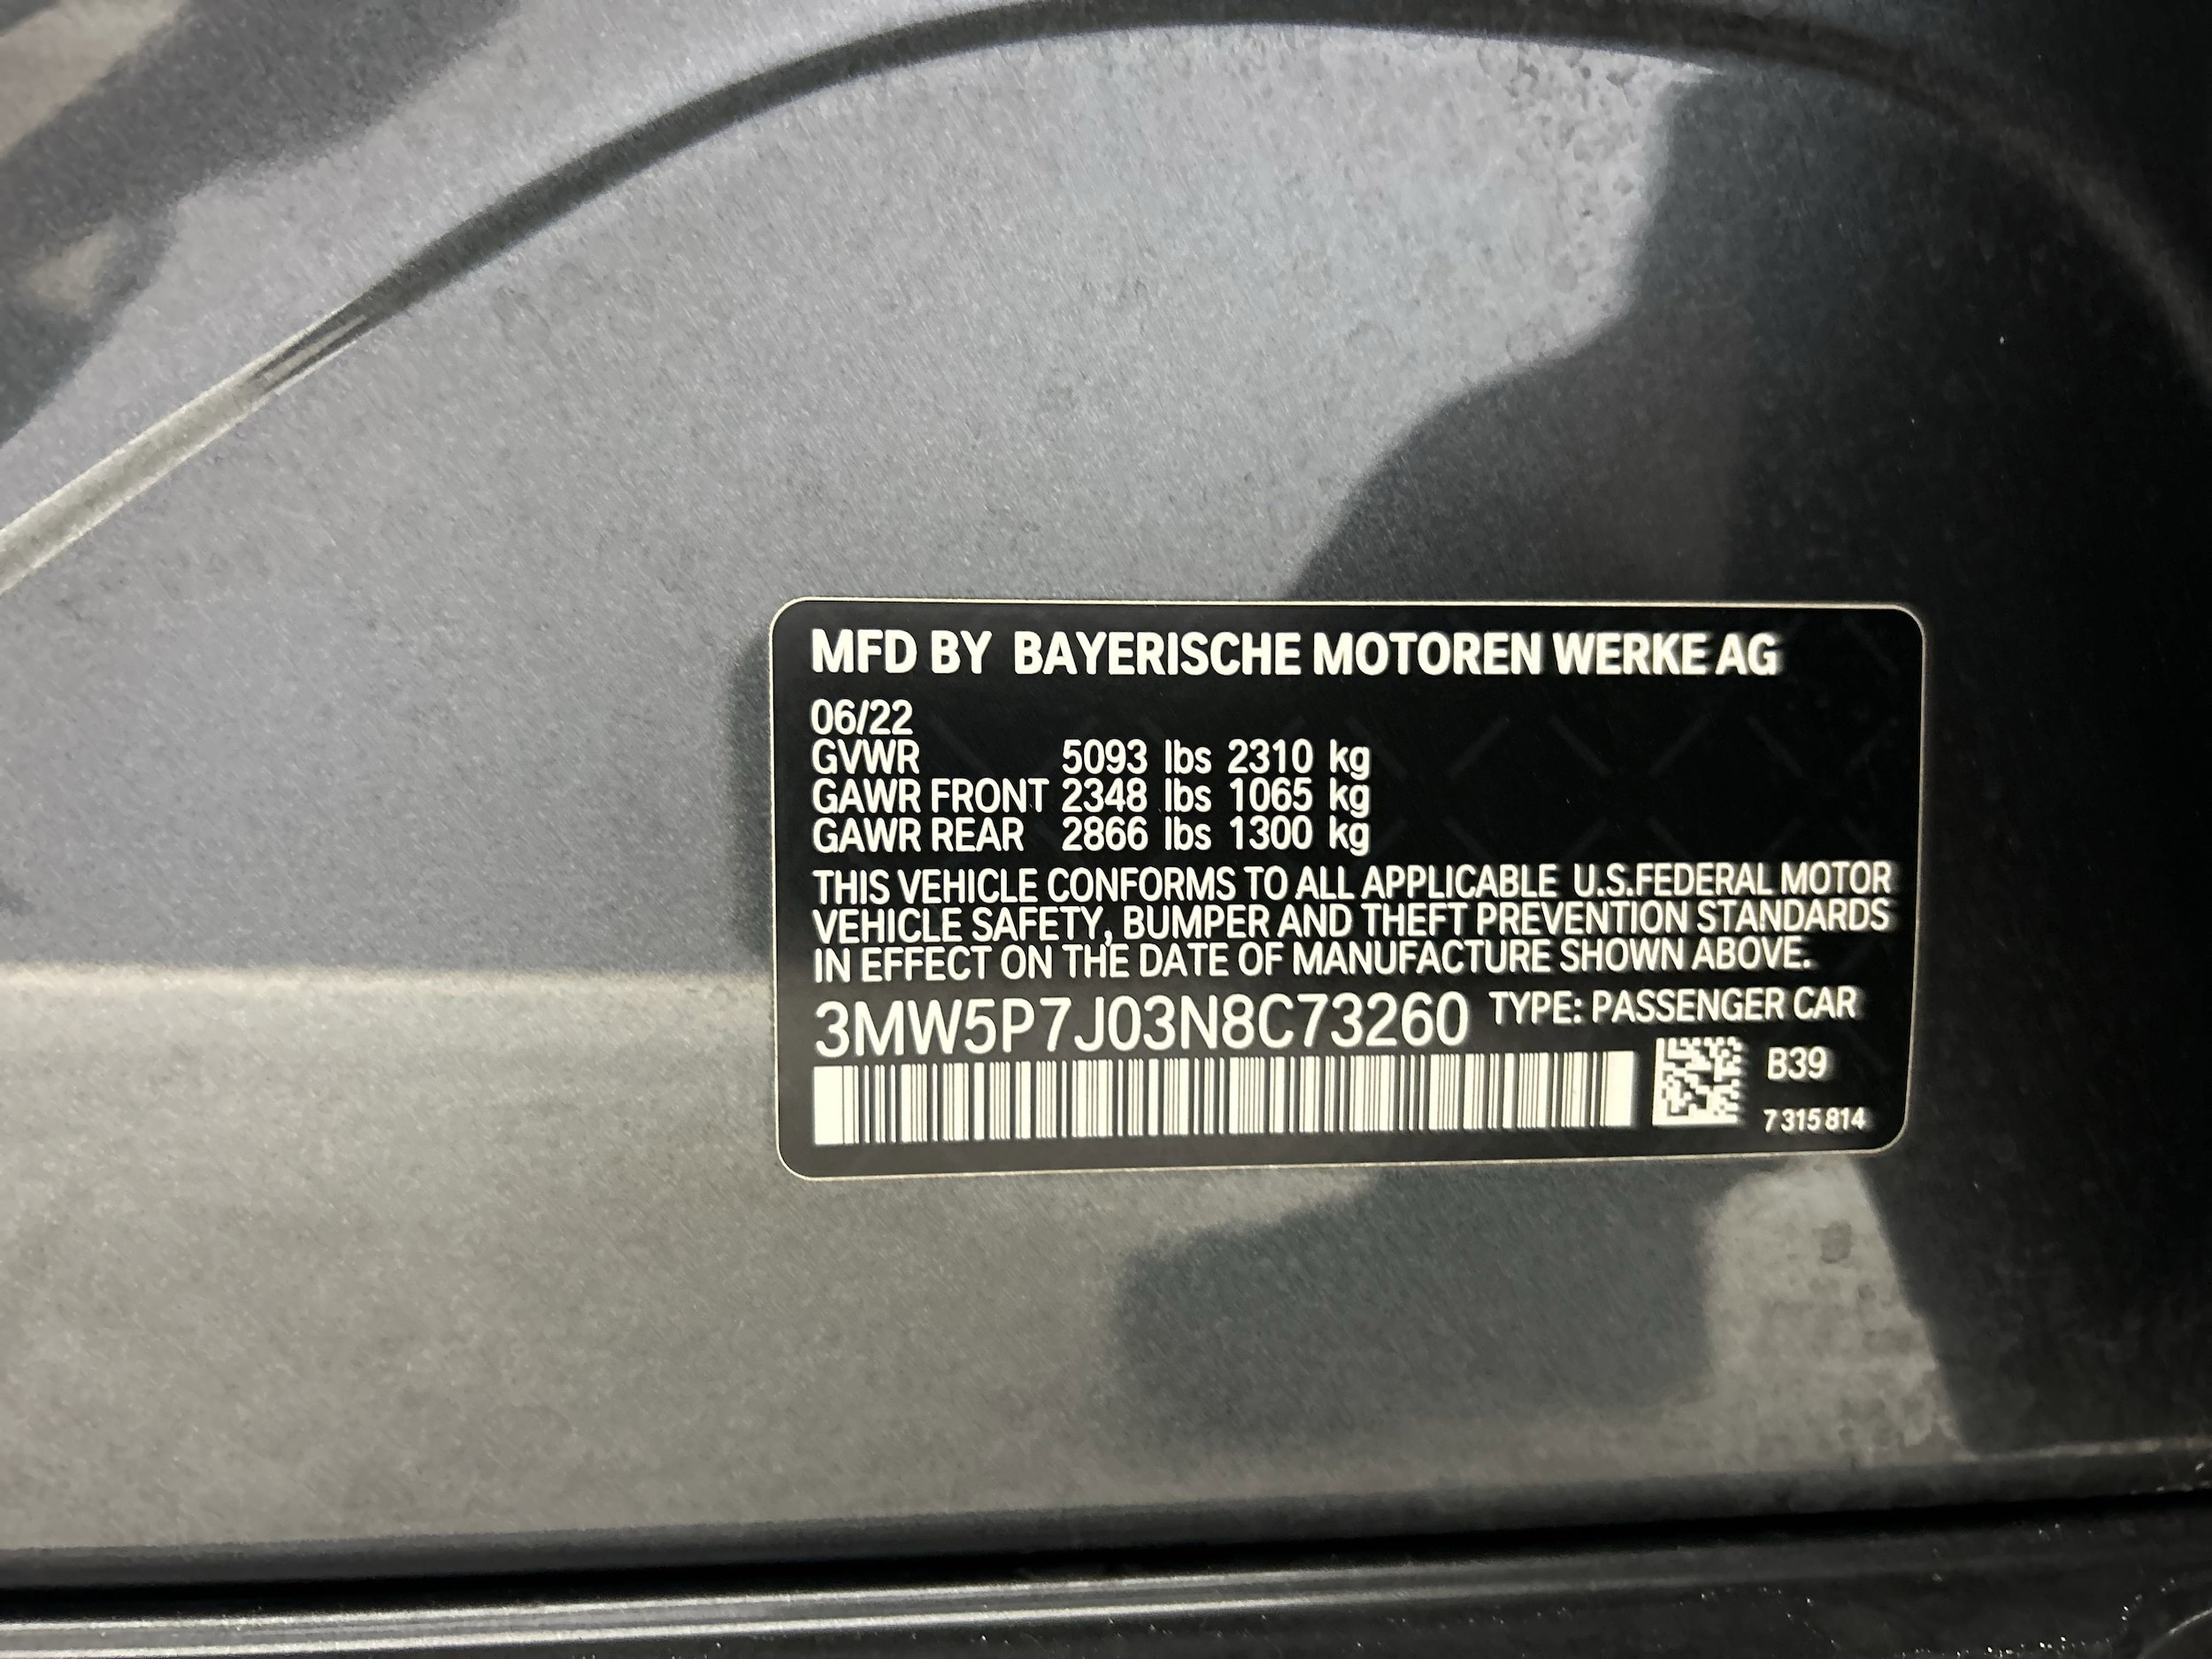 MFD BY BAYERISCHE MOTOREN WERKE AG
06/22
GVWR 5093 lbs 2310 kg
GAWR FRONT 2348 lbs 1065 kg
GAWR REAR 2866 lbs 1300 kg
THIS VEHICLE CONFORMS TO ALL APPLICABLE U.S.FEDERAL MOTOR
VEHICLE SAFETY, BUMPER AND THEFT PREVENTION STANDARDS
IN EFFECT ON THE DATE OF MANUFACTURE SHOWN ABOVE.
3MW5P7J03N8C73260 TYPE: PASSENGER CAR
B39
7 315 814